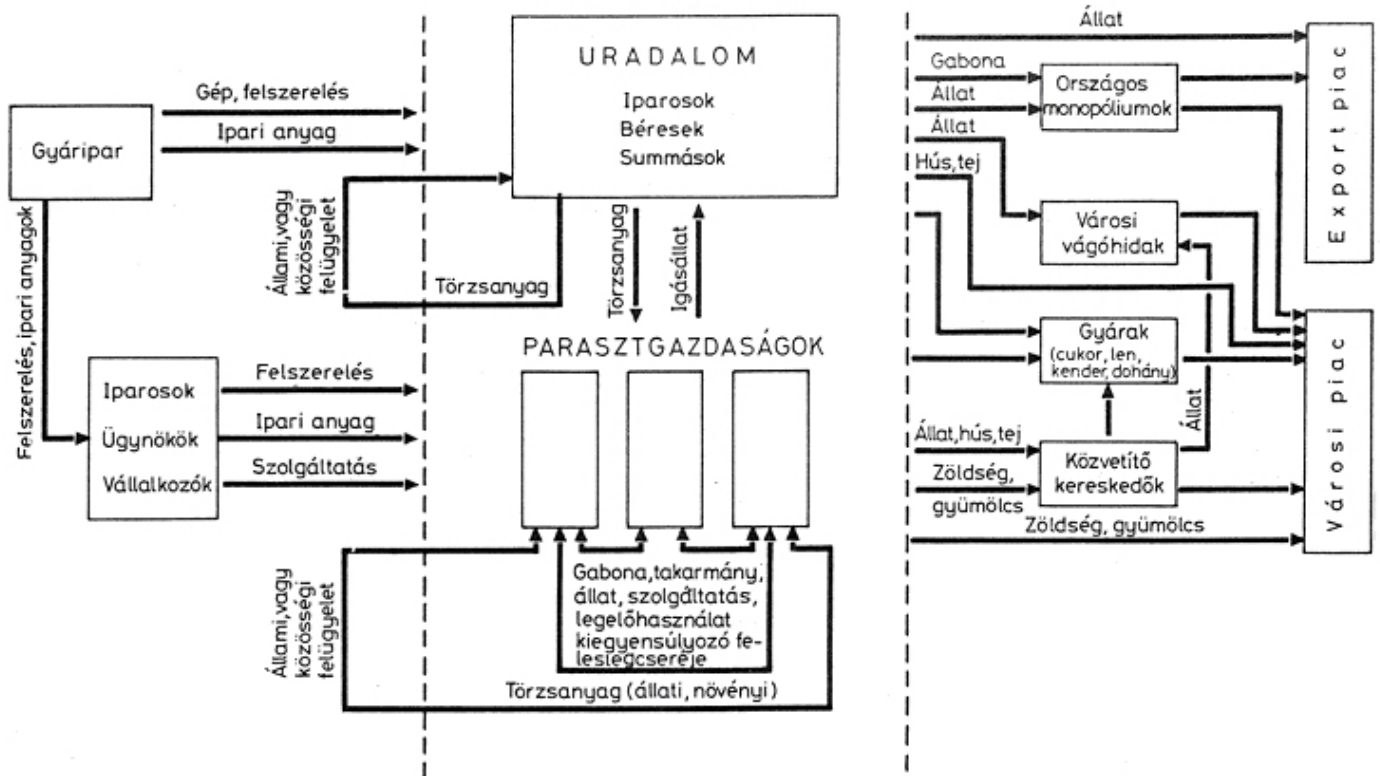 Gyáripar
Gép, felszerelés
Ipari anyag
Felszerelés, ipari anyagok
Iparosok
Ügynökök
Vállalkozók
Felszerelés
Ipari anyag
Szolgáltatás
URADALOM
Iparosok
Béresek
Summások
Állami, vagy
közösségi
felügyelet
Törzsanyag
Törzsanyag
Igásállat
PARASZTGAZDASÁGOK
Állami, vagy
közösségi
felügyelet
Gabona, takarmány,
állat, szolgáltatás,
legelőhasználat
kiegyensúlyozó fe-
leslegcseréje
Törzsanyag (állati, növényi)
Állat
Gabona
Állat
Állat
Hús, tej
Országos
monopóliumok
Városi
vágóhidak
Gyárak
(cukor, len,
kender, dohány)
Állat
Állat, hús, tej
Zöldség,
gyümölcs
Közvetítő
kereskedők
Zöldség, gyümölcs
Exportpiac
Városi piac